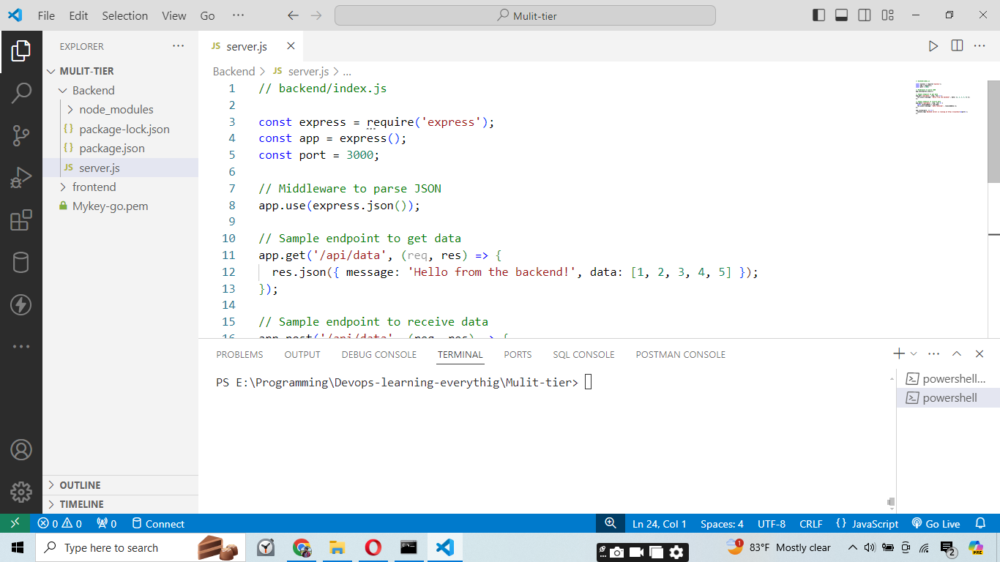 File Edit Selection View Go ··· Mulit-tier
EXPLORER ···
MULIT-TIER
Backend
node_modules
{} package-lock.json
{} package.json
JS server.js
frontend
Mykey-go.pem
OUTLINE
TIMELINE
JS server.js
Backend > JS server.js > ...
1 // backend/index.js
2
3 const express = require('express');
4 const app = express();
5 const port = 3000;
6
7 // Middleware to parse JSON
8 app.use(express.json());
9
10 // Sample endpoint to get data
11 app.get('/api/data', (req, res) => {
12 res.json({ message: 'Hello from the backend!', data: [1, 2, 3, 4, 5] });
13 });
14
15 // Sample endpoint to receive data
16 app.post('/api/data', (req, res) => {
PROBLEMS OUTPUT DEBUG CONSOLE TERMINAL PORTS SQL CONSOLE POSTMAN CONSOLE
PS E:\Programming\Devops-learning-everythig\Mulit-tier>
powershell...
powershell
0 0 0 Connect Ln 24, Col 1 Spaces: 4 UTF-8 CRLF {} JavaScript Go Live
Type here to search 1 83°F Mostly clear 2 PRE